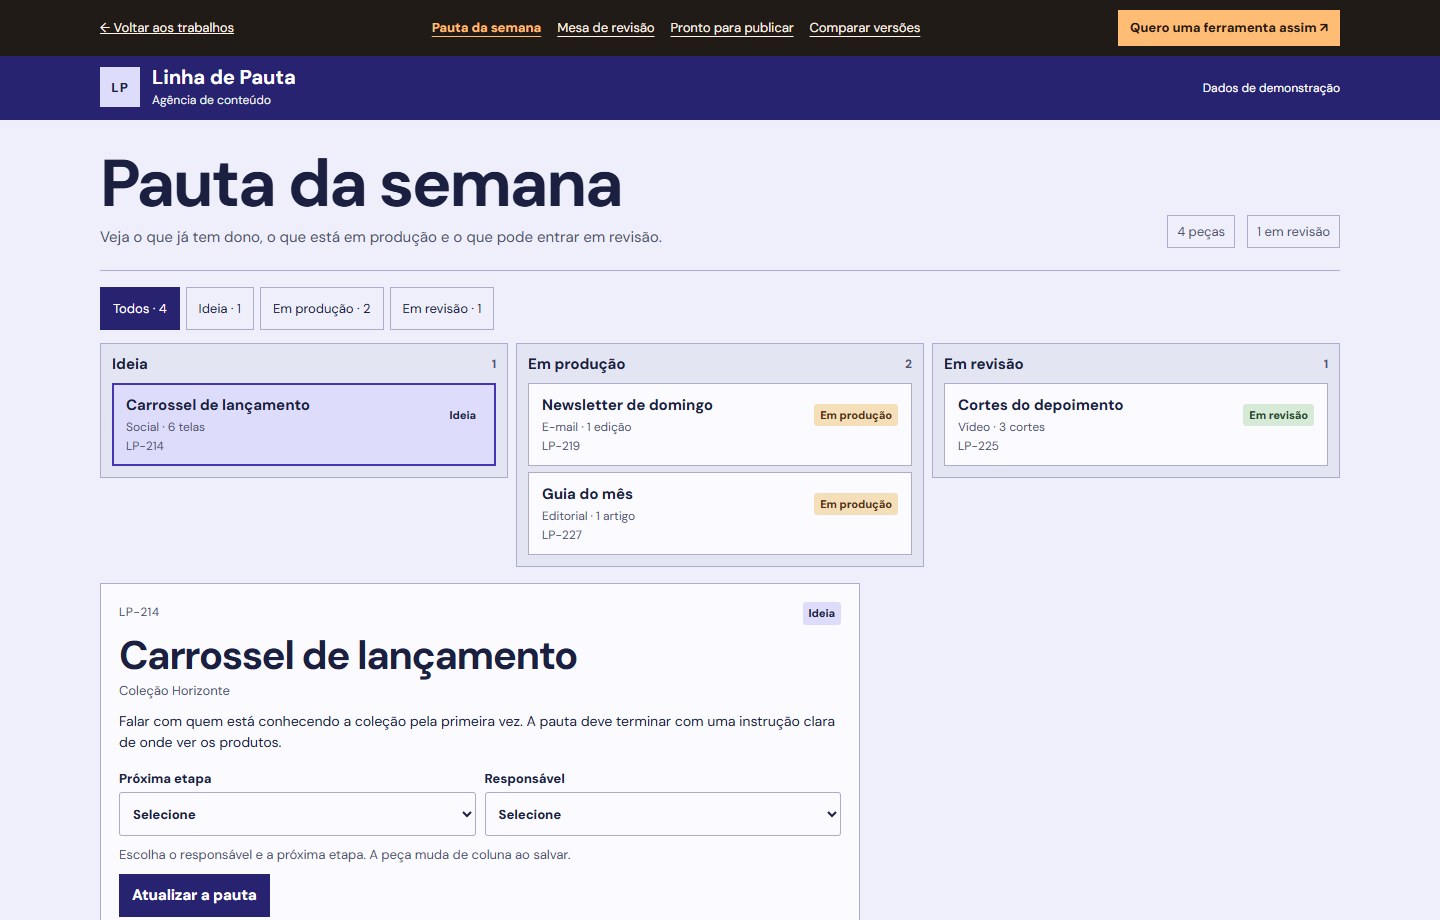 ← Voltar aos trabalhos
Pauta da semana
Mesa de revisão
Pronto para publicar
Comparar versões
Quero uma ferramenta assim ↗
LP
Linha de Pauta
Agência de conteúdo
Dados de demonstração
Pauta da semana
Veja o que já tem dono, o que está em produção e o que pode entrar em revisão.
4 peças
1 em revisão
Todos · 4
Ideia · 1
Em produção · 2
Em revisão · 1
Ideia
1
Carrossel de lançamento
Social · 6 telas
LP-214
Ideia
Em produção
2
Newsletter de domingo
E-mail · 1 edição
LP-219
Em produção
Guia do mês
Editorial · 1 artigo
LP-227
Em produção
Em revisão
1
Cortes do depoimento
Vídeo · 3 cortes
LP-225
Em revisão
LP-214
Ideia
Carrossel de lançamento
Coleção Horizonte
Falar com quem está conhecendo a coleção pela primeira vez. A pauta deve terminar com uma instrução clara
de onde ver os produtos.
Próxima etapa
Selecione
Responsável
Selecione
Escolha o responsável e a próxima etapa. A peça muda de coluna ao salvar.
Atualizar a pauta